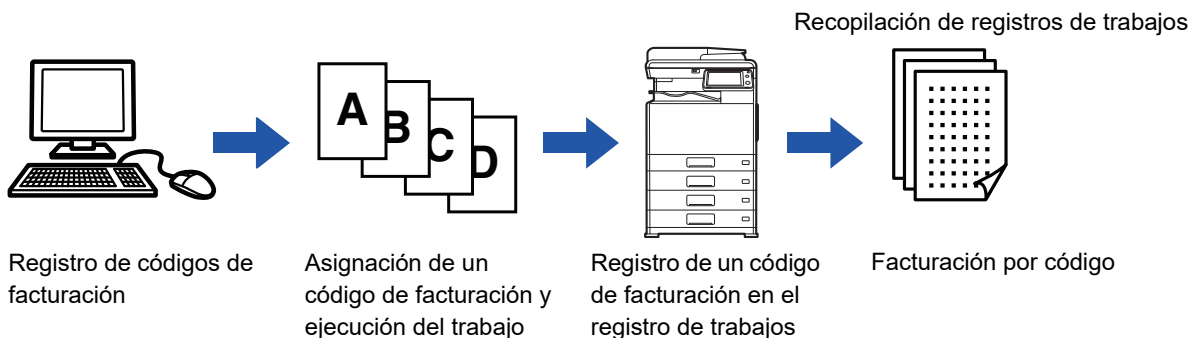 Recopilación de registros de trabajos
A
B
C
D
Registro de códigos de
facturación
Asignación de un
código de facturación y
ejecución del trabajo
Registro de un código
de facturación en el
registro de trabajos
Facturación por código